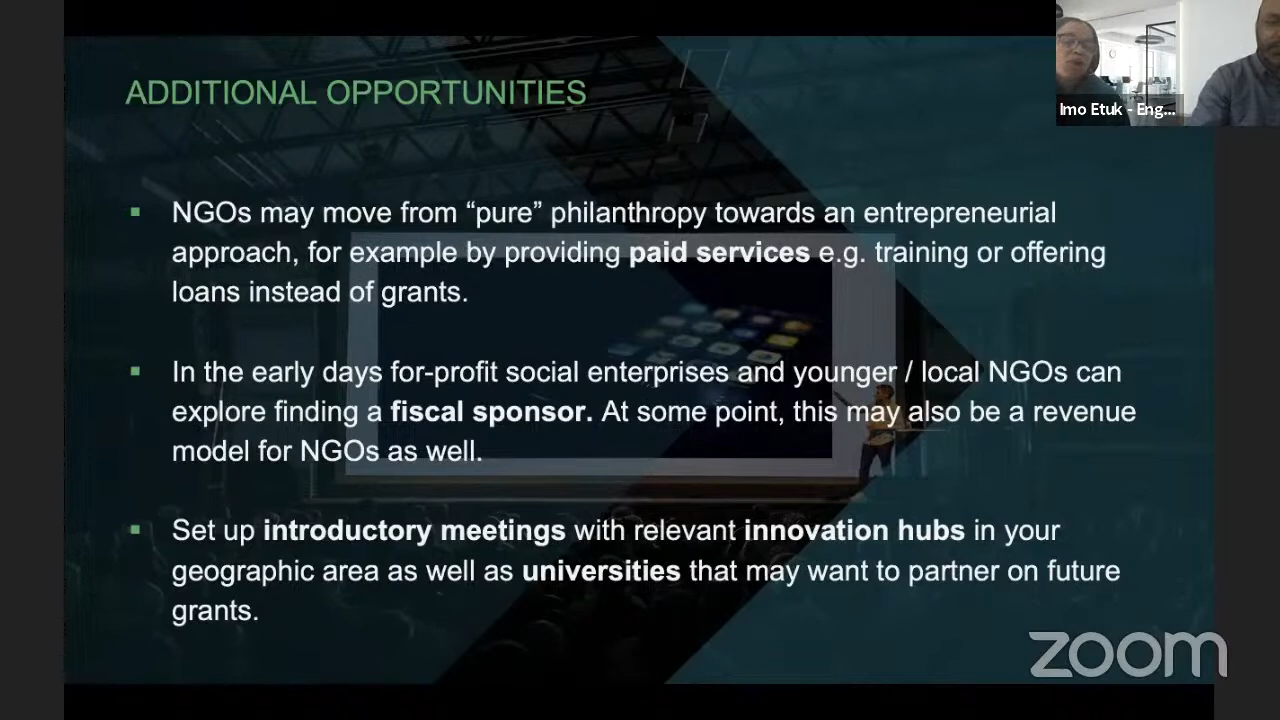 ADDITIONAL OPPORTUNITIES
Imo Etuk - Eng...
▪ NGOs may move from “pure” philanthropy towards an entrepreneurial
approach, for example by providing paid services e.g. training or offering
loans instead of grants.
▪ In the early days for-profit social enterprises and younger / local NGOs can
explore finding a fiscal sponsor. At some point, this may also be a revenue
model for NGOs as well.
▪ Set up introductory meetings with relevant innovation hubs in your
geographic area as well as universities that may want to partner on future
grants.
zoom